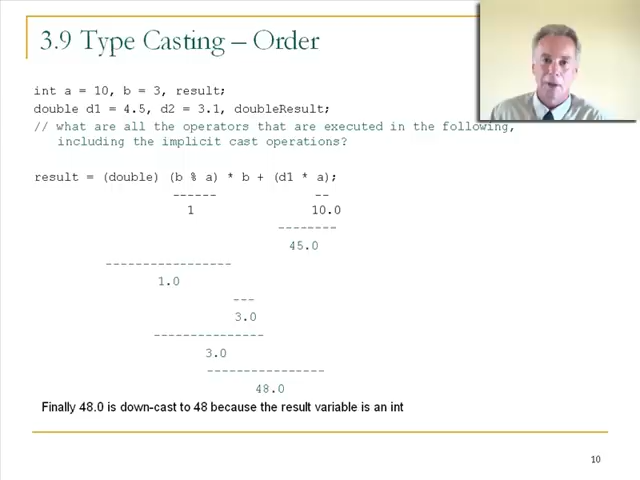 3.9 Type Casting – Order
int a = 10, b = 3, result;
double d1 = 4.5, d2 = 3.1, doubleResult;
// what are all the operators that are executed in the following,
including the implicit cast operations?
result = (double) (b % a) * b + (d1 * a);
------ --
1 10.0
--------
45.0
-----------------
1.0
---
3.0
---------------
3.0
----------------
48.0
Finally 48.0 is down-cast to 48 because the result variable is an int
10